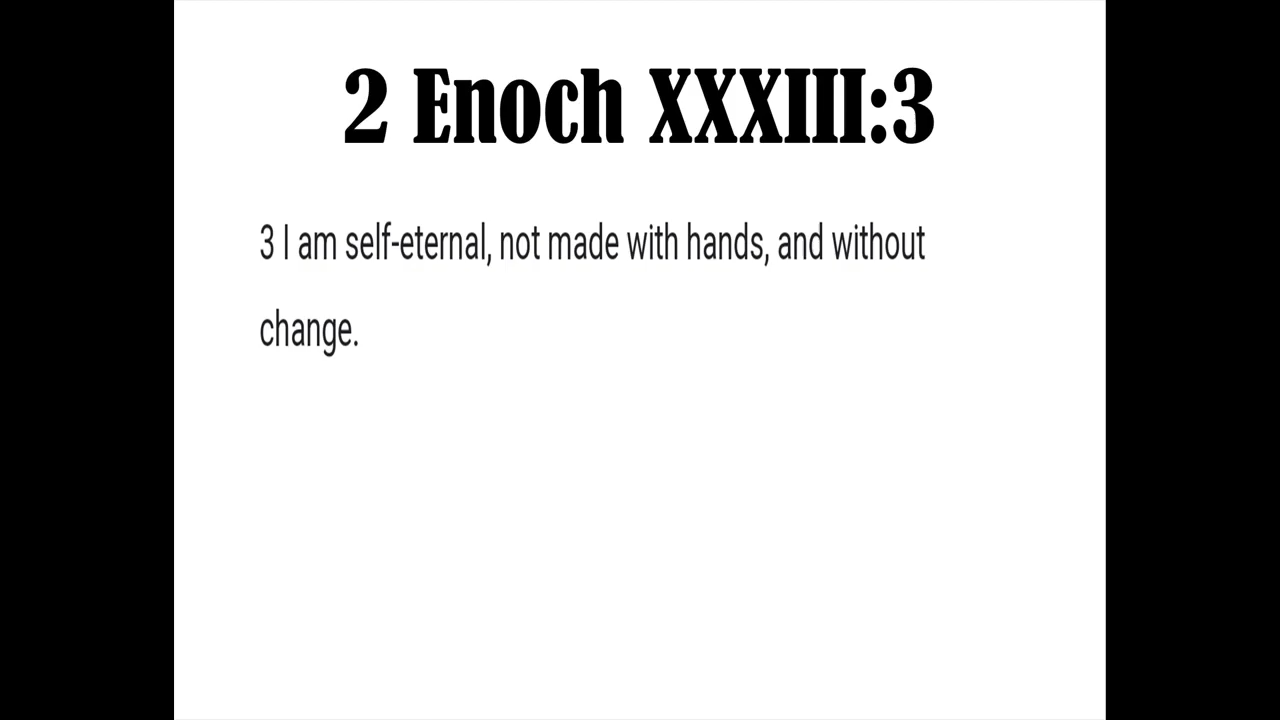 2 Enoch XXXIII:3
3 I am self-eternal, not made with hands, and without
change.